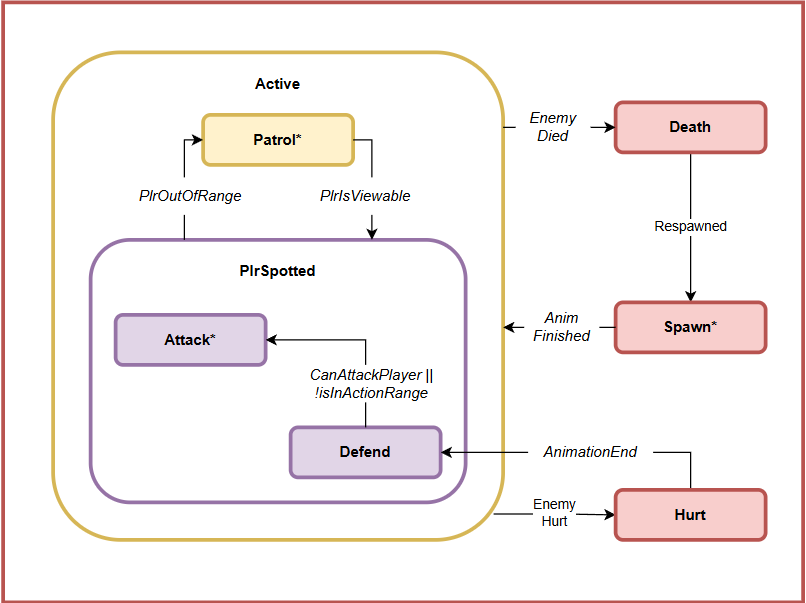 Active
Enemy
Died
Death
Patrol*
PlrOutOfRange
PlrIsViewable
Respawned
PlrSpotted
Anim
Finished
Spawn*
Attack*
CanAttackPlayer ||
!isInActionRange
Defend
AnimationEnd
Enemy
Hurt
Hurt